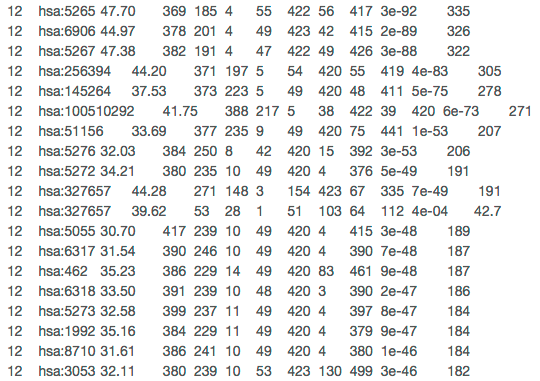 12 hsa:5265 47.70 369 185 4 55 422 56 417 3e-92 335
12 hsa:6906 44.97 378 201 4 49 423 42 415 2e-89 326
12 hsa:5267 47.38 382 191 4 47 422 49 426 3e-88 322
12 hsa:256394 44.20 371 197 5 54 420 55 419 4e-83 305
12 hsa:145264 37.53 373 223 5 49 420 48 411 5e-75 278
12 hsa:100510292 41.75 388 217 5 38 422 39 420 6e-73 271
12 hsa:51156 33.69 377 235 9 49 420 75 441 1e-53 207
12 hsa:5276 32.03 384 250 8 42 420 15 392 3e-53 206
12 hsa:5272 34.21 380 235 10 49 420 4 376 5e-49 191
12 hsa:327657 44.28 271 148 3 154 423 67 335 7e-49 191
12 hsa:327657 39.62 53 28 1 51 103 64 112 4e-04 42.7
12 hsa:5055 30.70 417 239 10 49 420 4 415 3e-48 189
12 hsa:6317 31.54 390 246 10 49 420 4 390 7e-48 187
12 hsa:462 35.23 386 229 14 49 420 83 461 9e-48 187
12 hsa:6318 33.50 391 239 10 48 420 3 390 2e-47 186
12 hsa:5273 32.58 399 237 11 49 420 4 397 8e-47 184
12 hsa:1992 35.16 384 229 11 49 420 4 379 9e-47 184
12 hsa:8710 31.61 386 241 10 49 420 4 380 1e-46 184
12 hsa:3053 32.11 380 239 10 53 423 130 499 3e-46 182